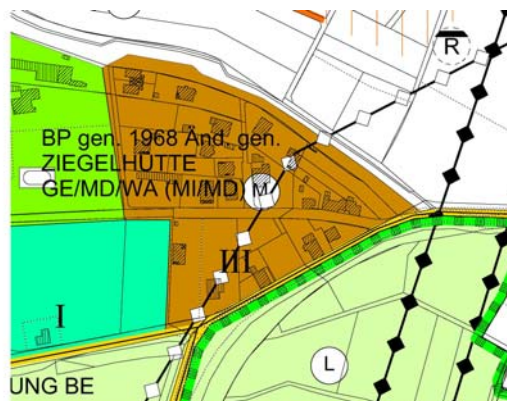 R
BP gen. 1968 Änd. gen.
ZIEGELHÜTTE
GE/MD/WA (MI/MD) M
III
I
L
UNG BE